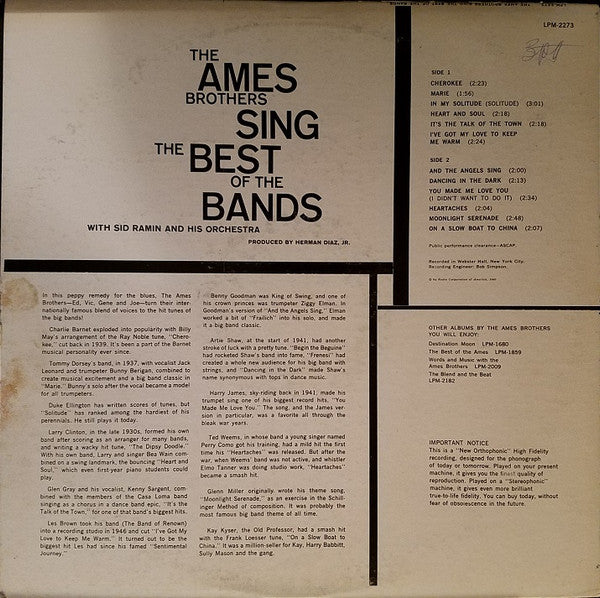 LPM-2273
THE
AMES
BROTHERS
SING
THE BEST
OF THE
BANDS
WITH SID RAMIN AND HIS ORCHESTRA
PRODUCED BY HERMAN DIAZ, JR.
SIDE 1
CHEROKEE (2:23)
MARIE (1:56)
IN MY SOLITUDE (SOLITUDE) (3:01)
HEART AND SOUL (2:18)
IT'S THE TALK OF THE TOWN (2:18)
I'VE GOT MY LOVE TO KEEP
ME WARM (2:24)
SIDE 2
AND THE ANGELS SING (2:00)
DANCING IN THE DARK (2:13)
YOU MADE ME LOVE YOU
(I DIDN'T WANT TO DO IT) (2:34)
HEARTACHES (2:04)
MOONLIGHT SERENADE (2:48)
ON A SLOW BOAT TO CHINA (2:07)
Public performance clearance—ASCAP.
Recorded in Webster Hall, New York City.
Recording Engineer: Bob Simpson.
© by Radio Corporation of America, 1960
In this peppy remedy for the blues, The Ames
Brothers—Ed, Vic, Gene and Joe—turn their inter-
nationally famous blend of voices to the hit tunes of
the big bands!
Charlie Barnet exploded into popularity with Billy
May's arrangement of the Ray Noble tune, "Chero-
kee," cut back in 1939. It's been a part of the Barnet
musical personality ever since.
Tommy Dorsey's band, in 1937, with vocalist Jack
Leonard and trumpeter Bunny Berigan, combined to
create musical excitement and a big band classic in
"Marie." Bunny's solo after the vocal became a model
for all trumpeters.
Duke Ellington has written scores of tunes, but
"Solitude" has ranked among the hardiest of his
perennials. He still plays it today.
Larry Clinton, in the late 1930s, formed his own
band after scoring as an arranger for many bands,
and writing a wacky hit tune, "The Dipsy Doodle."
With his own band, Larry and singer Bea Wain com-
bined on a swing landmark, the bouncing "Heart and
Soul," which even first-year piano students could
play.
Glen Gray and his vocalist, Kenny Sargent, com-
bined with the members of the Casa Loma band
singing as a chorus in a dance band epic, "It's the
Talk of the Town," for one of that band's biggest hits.
Les Brown took his band (The Band of Renown)
into a recording studio in 1946 and cut "I've Got My
Love to Keep Me Warm." It turned out to be the
biggest hit Les had since his famed "Sentimental
Journey."
Benny Goodman was King of Swing, and one of
his crown princes was trumpeter Ziggy Elman. In
Goodman's version of "And the Angels Sing," Elman
worked a bit of "Frailich" into his solo, and made
it a big band classic.
Artie Shaw, at the start of 1941, had another
stroke of luck with a pretty tune. "Begin the Beguine"
had rocketed Shaw's band into fame, "Frenesi" had
created a whole new audience for his big band with
strings, and "Dancing in the Dark" made Shaw's
name synonymous with tops in dance music.
Harry James, sky-riding back in 1941, made his
trumpet sing one of his biggest record hits, "You
Made Me Love You." The song, and the James ver-
sion in particular, was a favorite all through the
bleak war years.
Ted Weems, in whose band a young singer named
Perry Como got his training, had a mild hit the first
time his "Heartaches" was released. But after the
war, when Weems' band was not active, and whistler
Elmo Tanner was doing studio work, "Heartaches"
became a smash hit.
Glenn Miller originally wrote his theme song,
"Moonlight Serenade," as an exercise in the Schill-
inger Method of composition. It was probably the
most famous big band theme of all time.
Kay Kyser, the Old Professor, had a smash hit
with the Frank Loesser tune, "On a Slow Boat to
China." It was a million-seller for Kay, Harry Babbitt,
Sully Mason and the gang.
OTHER ALBUMS BY THE AMES BROTHERS
YOU WILL ENJOY:
Destination Moon LPM-1680
The Best of the Ames LPM-1859
Words and Music with the
Ames Brothers LPM-2009
The Blend and the Beat
LPM-2182
IMPORTANT NOTICE
This is a "New Orthophonic" High Fidelity
recording, designed for the phonograph
of today or tomorrow. Played on your present
machine, it gives you the finest quality of
reproduction. Played on a "Stereophonic"
machine, it gives even more brilliant
true-to-life fidelity. You can buy today, without
fear of obsolescence in the future.